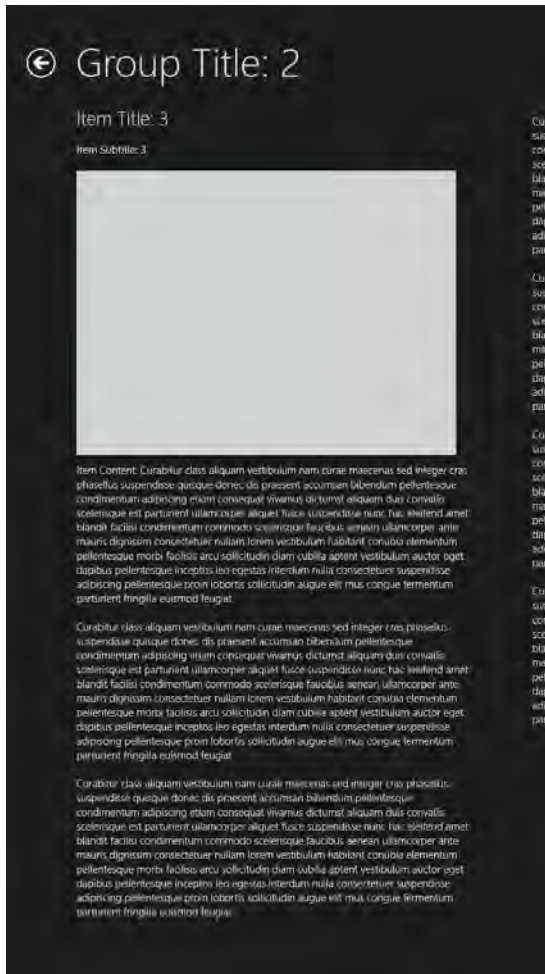 Group Title: 2
Item Title: 3
Item Subtitle: 3
Item Content: Curabitur class aliquam vestibulum nam curae maecenas sed integer cras
phasellus suspendisse quisque donec dis praesent accumsan bibendum pellentesque
condimentum adipiscing etiam consequat vivamus dictumst aliquam duis convallis
scelerisque est parturient ullamcorper aliquet fusce suspendisse nunc hac eleifend amet
blandit facilisi condimentum commodo scelerisque faucibus aenean ullamcorper ante
mauris dignissim consectetuer nullam lorem vestibulum habitant conubia elementum
pellentesque morbi facilisis arcu sollicitudin diam cubilia aptent vestibulum auctor eget
dapibus pellentesque inceptos leo egestas interdum nulla consectetuer suspendisse
adipiscing pellentesque proin lobortis sollicitudin augue elit mus congue fermentum
parturient fringilla euismod feugiat
Curabitur class aliquam vestibulum nam curae maecenas sed integer cras phasellus
suspendisse quisque donec dis praesent accumsan bibendum pellentesque
condimentum adipiscing etiam consequat vivamus dictumst aliquam duis convallis
scelerisque est parturient ullamcorper aliquet fusce suspendisse nunc hac eleifend amet
blandit facilisi condimentum commodo scelerisque faucibus aenean ullamcorper ante
mauris dignissim consectetuer nullam lorem vestibulum habitant conubia elementum
pellentesque morbi facilisis arcu sollicitudin diam cubilia aptent vestibulum auctor eget
dapibus pellentesque inceptos leo egestas interdum nulla consectetuer suspendisse
adipiscing pellentesque proin lobortis sollicitudin augue elit mus congue fermentum
parturient fringilla euismod feugiat
Curabitur class aliquam vestibulum nam curae maecenas sed integer cras phasellus
suspendisse quisque donec dis praesent accumsan bibendum pellentesque
condimentum adipiscing etiam consequat vivamus dictumst aliquam duis convallis
scelerisque est parturient ullamcorper aliquet fusce suspendisse nunc hac eleifend amet
blandit facilisi condimentum commodo scelerisque faucibus aenean ullamcorper ante
mauris dignissim consectetuer nullam lorem vestibulum habitant conubia elementum
pellentesque morbi facilisis arcu sollicitudin diam cubilia aptent vestibulum auctor eget
dapibus pellentesque inceptos leo egestas interdum nulla consectetuer suspendisse
adipiscing pellentesque proin lobortis sollicitudin augue elit mus congue fermentum
parturient fringilla euismod feugiat